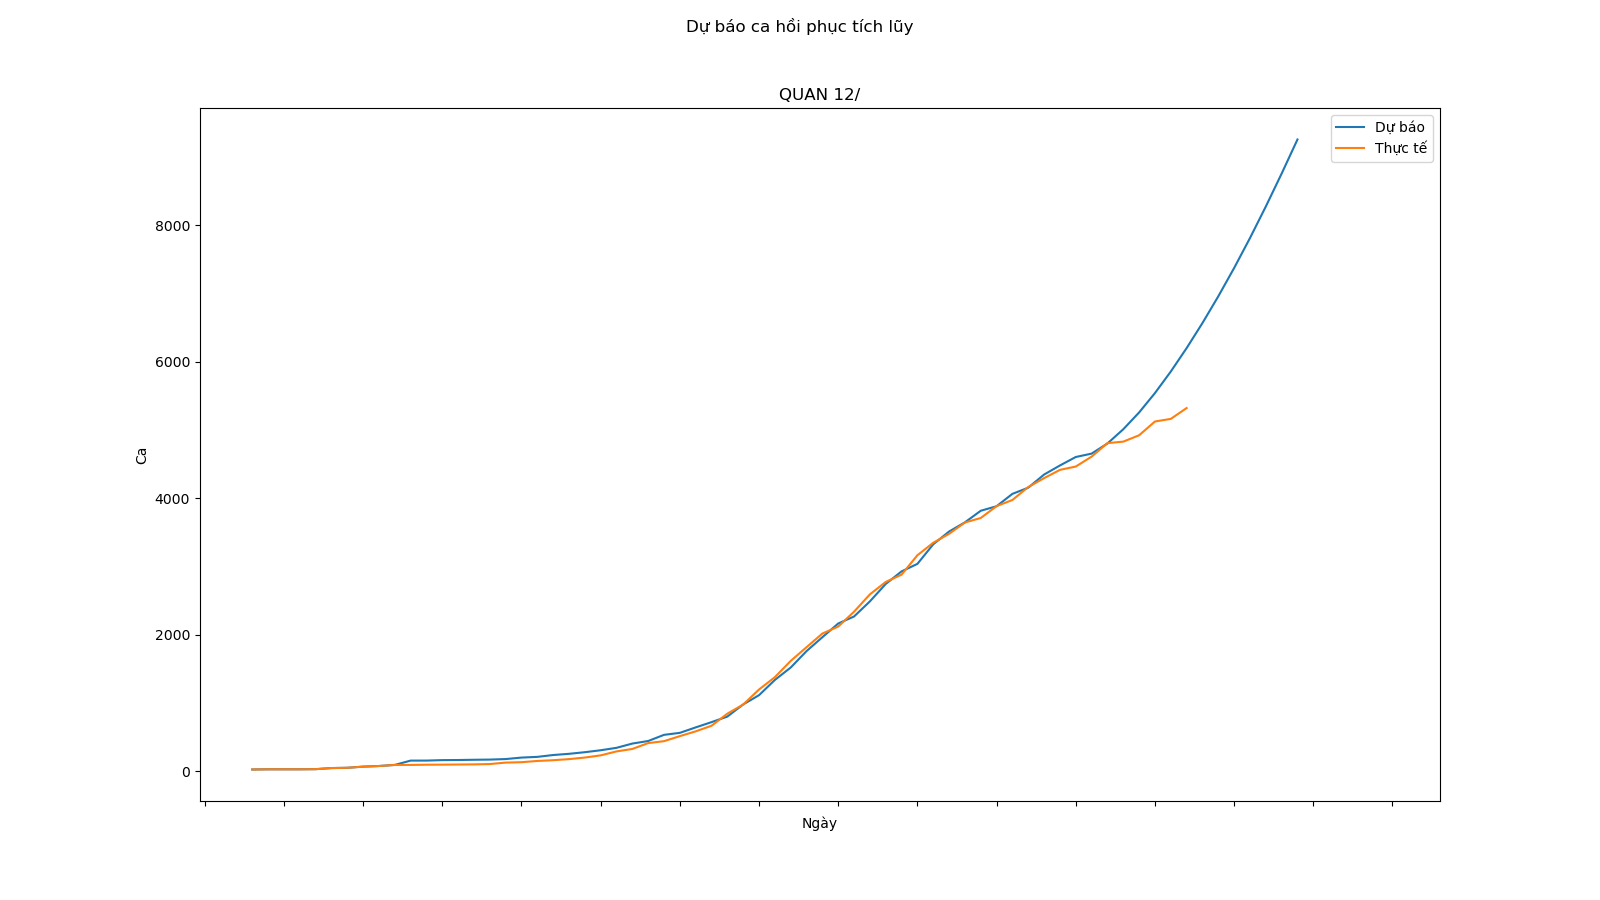 Dự báo ca hồi phục tích lũy
QUAN 12/
Dự báo
Thực tế
8000
6000
4000
2000
0
Ca
Ngày